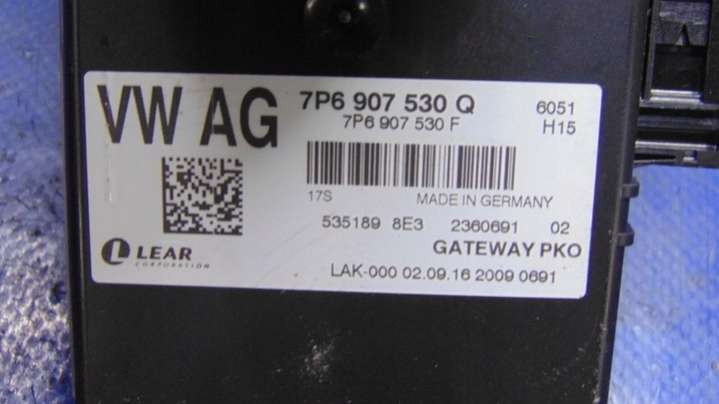 VW AG
7P6 907 530 Q
6051
7P6 907 530 F
H15
17S
MADE IN GERMANY
535189 8E3 2360691 02
LEAR
CORPORATION
GATEWAY PKO
LAK-000 02.09.16 2009 0691